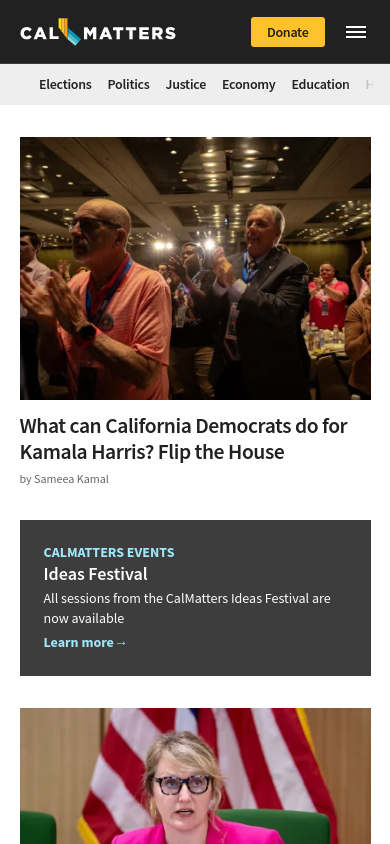 CALMATTERS
Donate
Elections Politics Justice Economy Education H
What can California Democrats do for
Kamala Harris? Flip the House
by Sameea Kamal
CALMATTERS EVENTS
Ideas Festival
All sessions from the CalMatters Ideas Festival are
now available
Learn more→